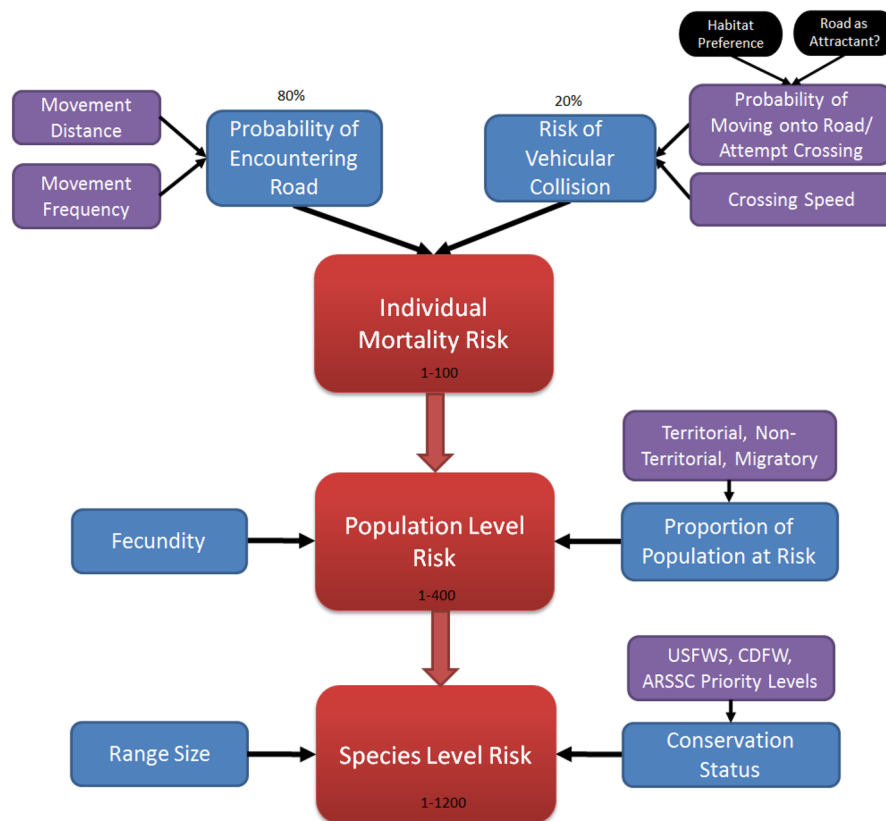 Habitat
Preference
Road as
Attractant?
80%
20%
Movement
Distance
Probability of
Encountering
Road
Risk of
Vehicular
Collision
Probability of
Moving onto Road/
Attempt Crossing
Movement
Frequency
Crossing Speed
Individual
Mortality Risk
1-100
Territorial, Non-
Territorial, Migratory
Fecundity
Population Level
Risk
1-400
Proportion of
Population at Risk
USFWS, CDFW,
ARSSC Priority Levels
Range Size
Species Level Risk
1-1200
Conservation
Status